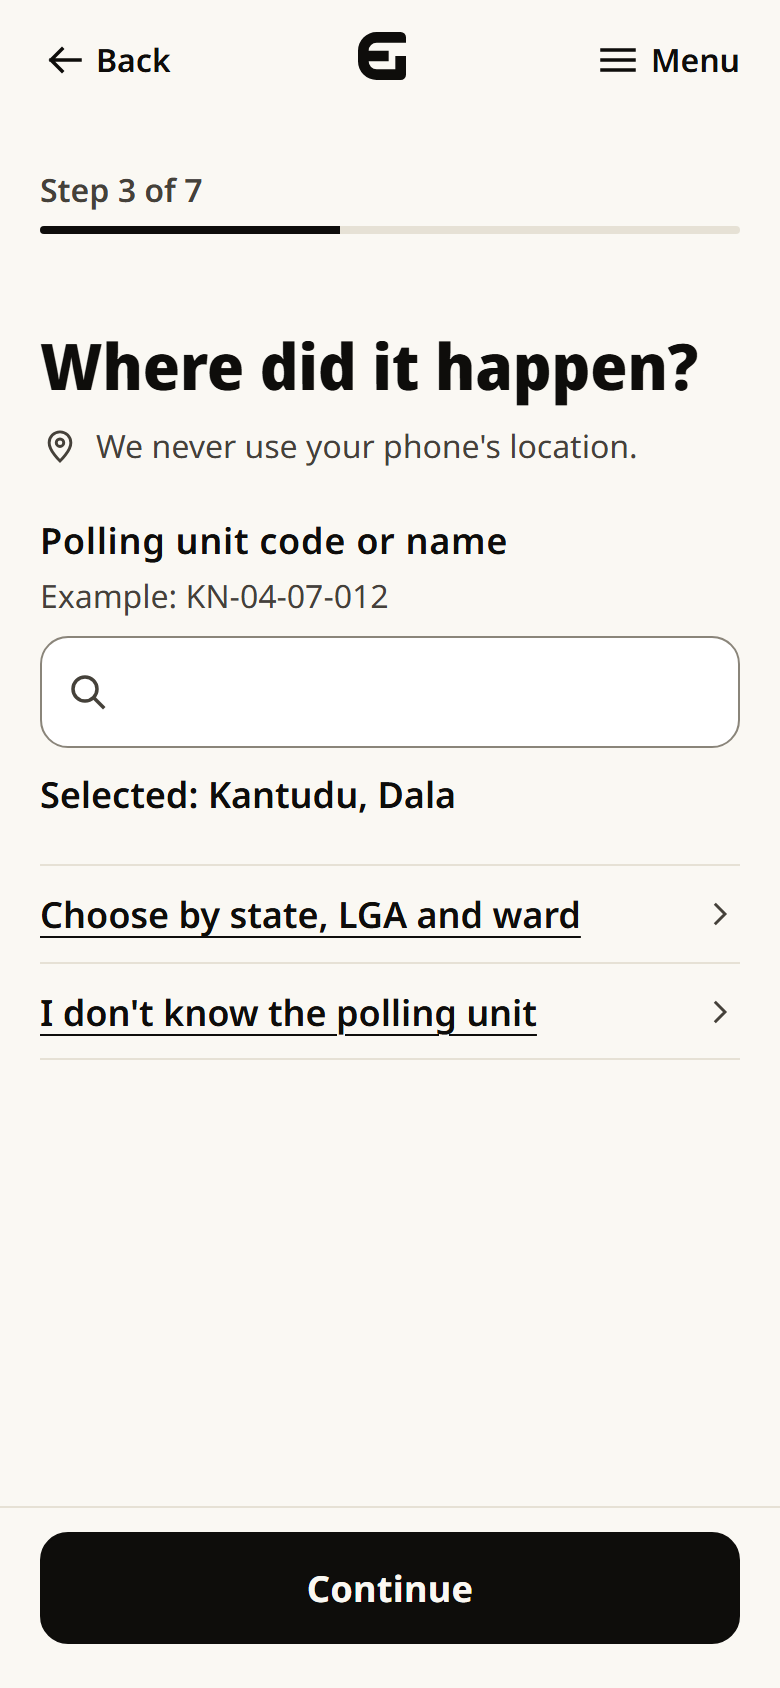 Back
Menu
Step 3 of 7
Where did it happen?
We never use your phone's location.
Polling unit code or name
Example: KN-04-07-012
Selected: Kantudu, Dala
Choose by state, LGA and ward
I don't know the polling unit
Continue